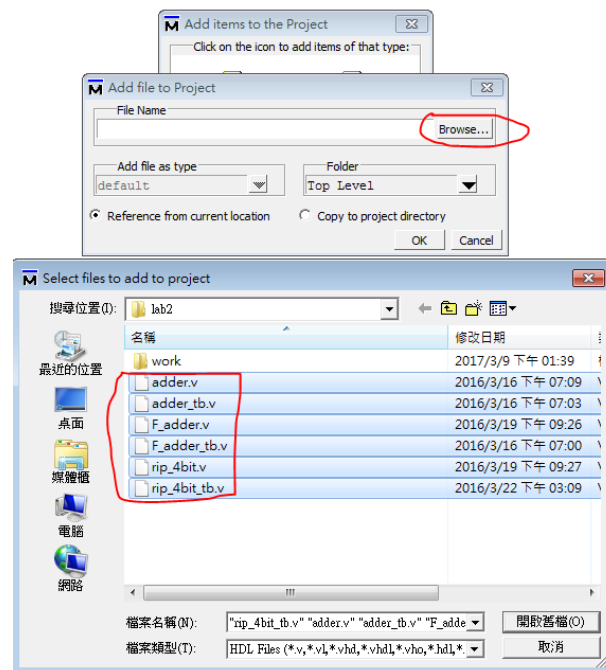 Add items to the Project
Click on the icon to add items of that type:
Add file to Project
File Name
Browse...
Add file as type
Folder
default
Top Level
Reference from current location
Copy to project directory
OK
Cancel
Select files to add to project
搜尋位置(I):
lab2
名稱
修改日期
work
2017/3/9 下午 01:39
adder.v
2016/3/16 下午 07:09
adder_tb.v
2016/3/16 下午 07:03
F_adder.v
2016/3/19 下午 09:26
F_adder_tb.v
2016/3/16 下午 07:00
rip_4bit.v
2016/3/19 下午 09:27
rip_4bit_tb.v
2016/3/22 下午 03:09
最近的位置
桌面
媒體櫃
電腦
網路
檔案名稱(N):
"rip_4bit_tb.v" "adder.v" "adder_tb.v" "F_adde
開啟舊檔(O)
檔案類型(T):
HDL Files (*.v,*.vl,*.vhd,*.vhdl,*.vho,*.hdl,*.
取消